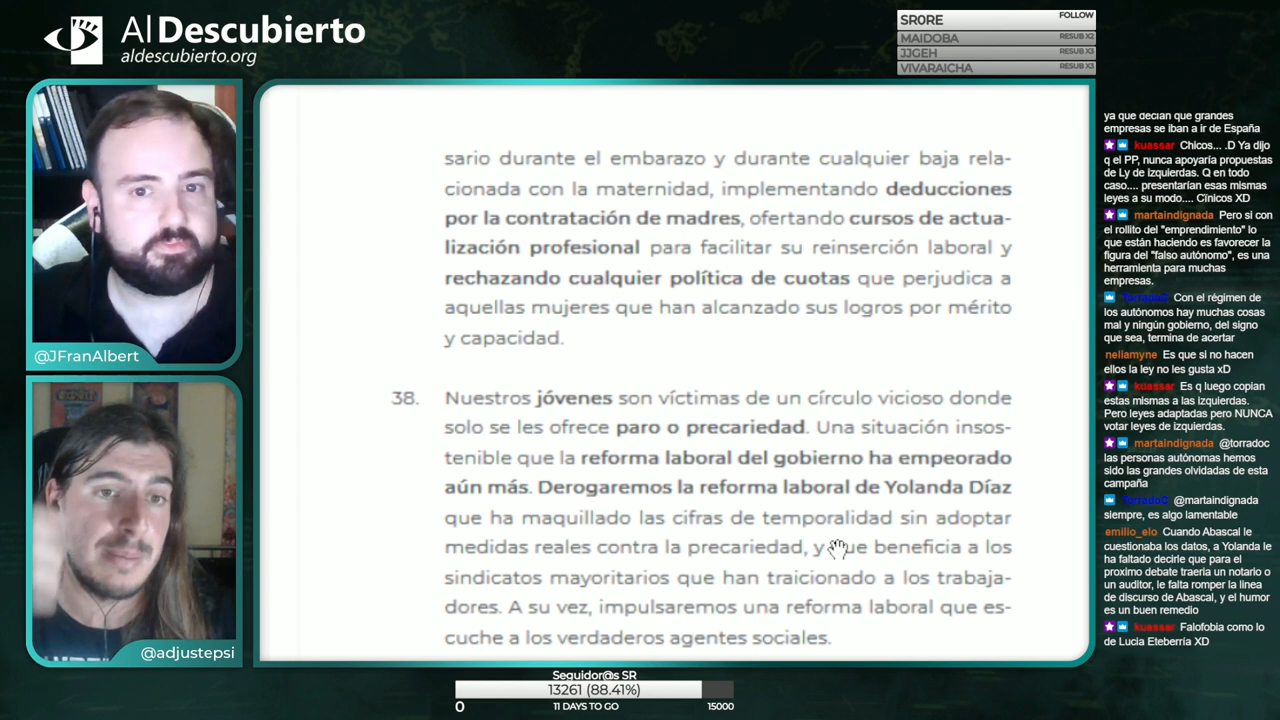 Al Descubierto
aldescubierto.org
SRORE FOLLOW
MAIDOBA RESUB X2
JJGEH RESUB X3
VIVARAICHA RESUB X3
@JFranAlbert
@adjustepsi
sario durante el embarazo y durante cualquier baja rela-
cionada con la maternidad, implementando deducciones
por la contratación de madres, ofertando cursos de actua-
lización profesional para facilitar su reinserción laboral y
rechazando cualquier política de cuotas que perjudica a
aquellas mujeres que han alcanzado sus logros por mérito
y capacidad.
38. Nuestros jóvenes son víctimas de un círculo vicioso donde
solo se les ofrece paro o precariedad. Una situación insos-
tenible que la reforma laboral del gobierno ha empeorado
aún más. Derogaremos la reforma laboral de Yolanda Díaz
que ha maquillado las cifras de temporalidad sin adoptar
medidas reales contra la precariedad, y que beneficia a los
sindicatos mayoritarios que han traicionado a los trabaja-
dores. A su vez, impulsaremos una reforma laboral que es-
cuche a los verdaderos agentes sociales.
ya que decían que grandes
empresas se iban a ir de España
kuassar Chicos... .D Ya dijo
q el PP, nunca apoyaría propuestas
de Ly de Izquierdas. Q en todo
caso.... presentarían esas mismas
leyes a su modo.... Cínicos XD
martaindignada Pero si con
el rollito del "emprendimiento" lo
que están haciendo es favorecer la
figura del "falso autónomo", es una
herramienta para muchas
empresas.
TorradoC Con el régimen de
los autónomos hay muchas cosas
mal y ningún gobierno, del signo
que sea, termina de acertar
neliamyne Es que si no hacen
ellos la ley no les gusta xD
kuassar Es q luego copian
estas mismas a las izquierdas.
Pero leyes adaptadas pero NUNCA
votar leyes de izquierdas.
martaindignada @torradoc
las personas autónomas hemos
sido las grandes olvidadas de esta
campaña
TorradoC @martaindignada
siempre, es algo lamentable
emilio_elo Cuando Abascal le
cuestionaba los datos, a Yolanda le
ha faltado decirle que para el
proximo debate traería un notario o
un auditor, le falta romper la linea
de discurso de Abascal, y el humor
es un buen remedio
kuassar Falofobia como lo
de Lucia Eteberría XD
Seguidor@s SR
13261 (88.41%)
0 11 DAYS TO GO 15000